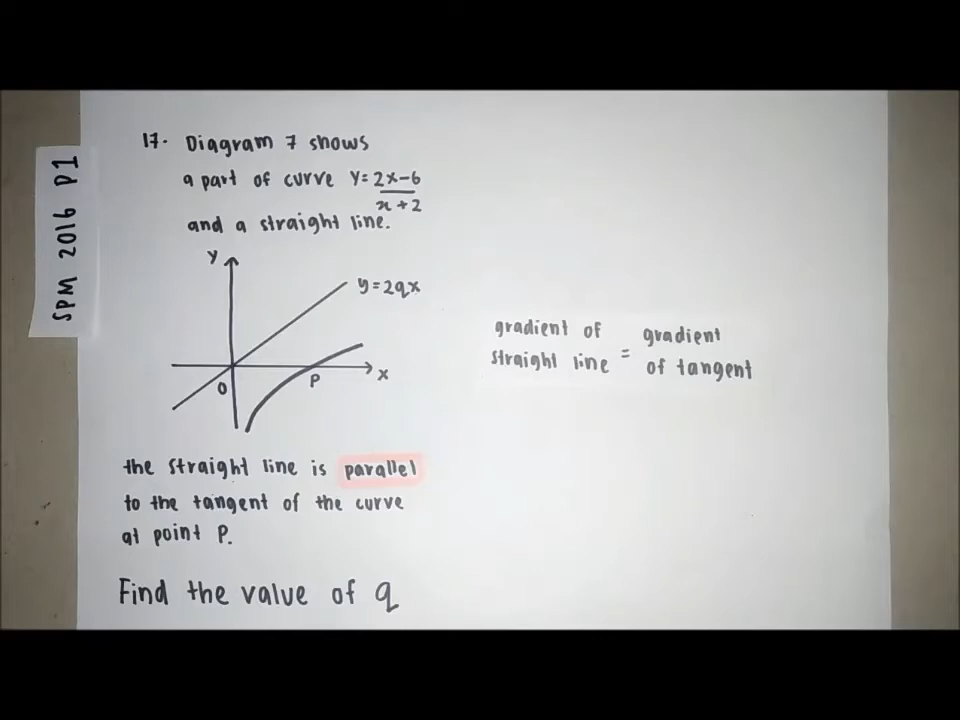 SPM 2016 P1
17. Diagram 7 shows
a part of curve y = 2x-6
x+2
and a straight line.
y
y=2qx
O
P
x
gradient of
straight line
=
gradient
of tangent
the straight line is parallel
to the tangent of the curve
at point P.
Find the value of q